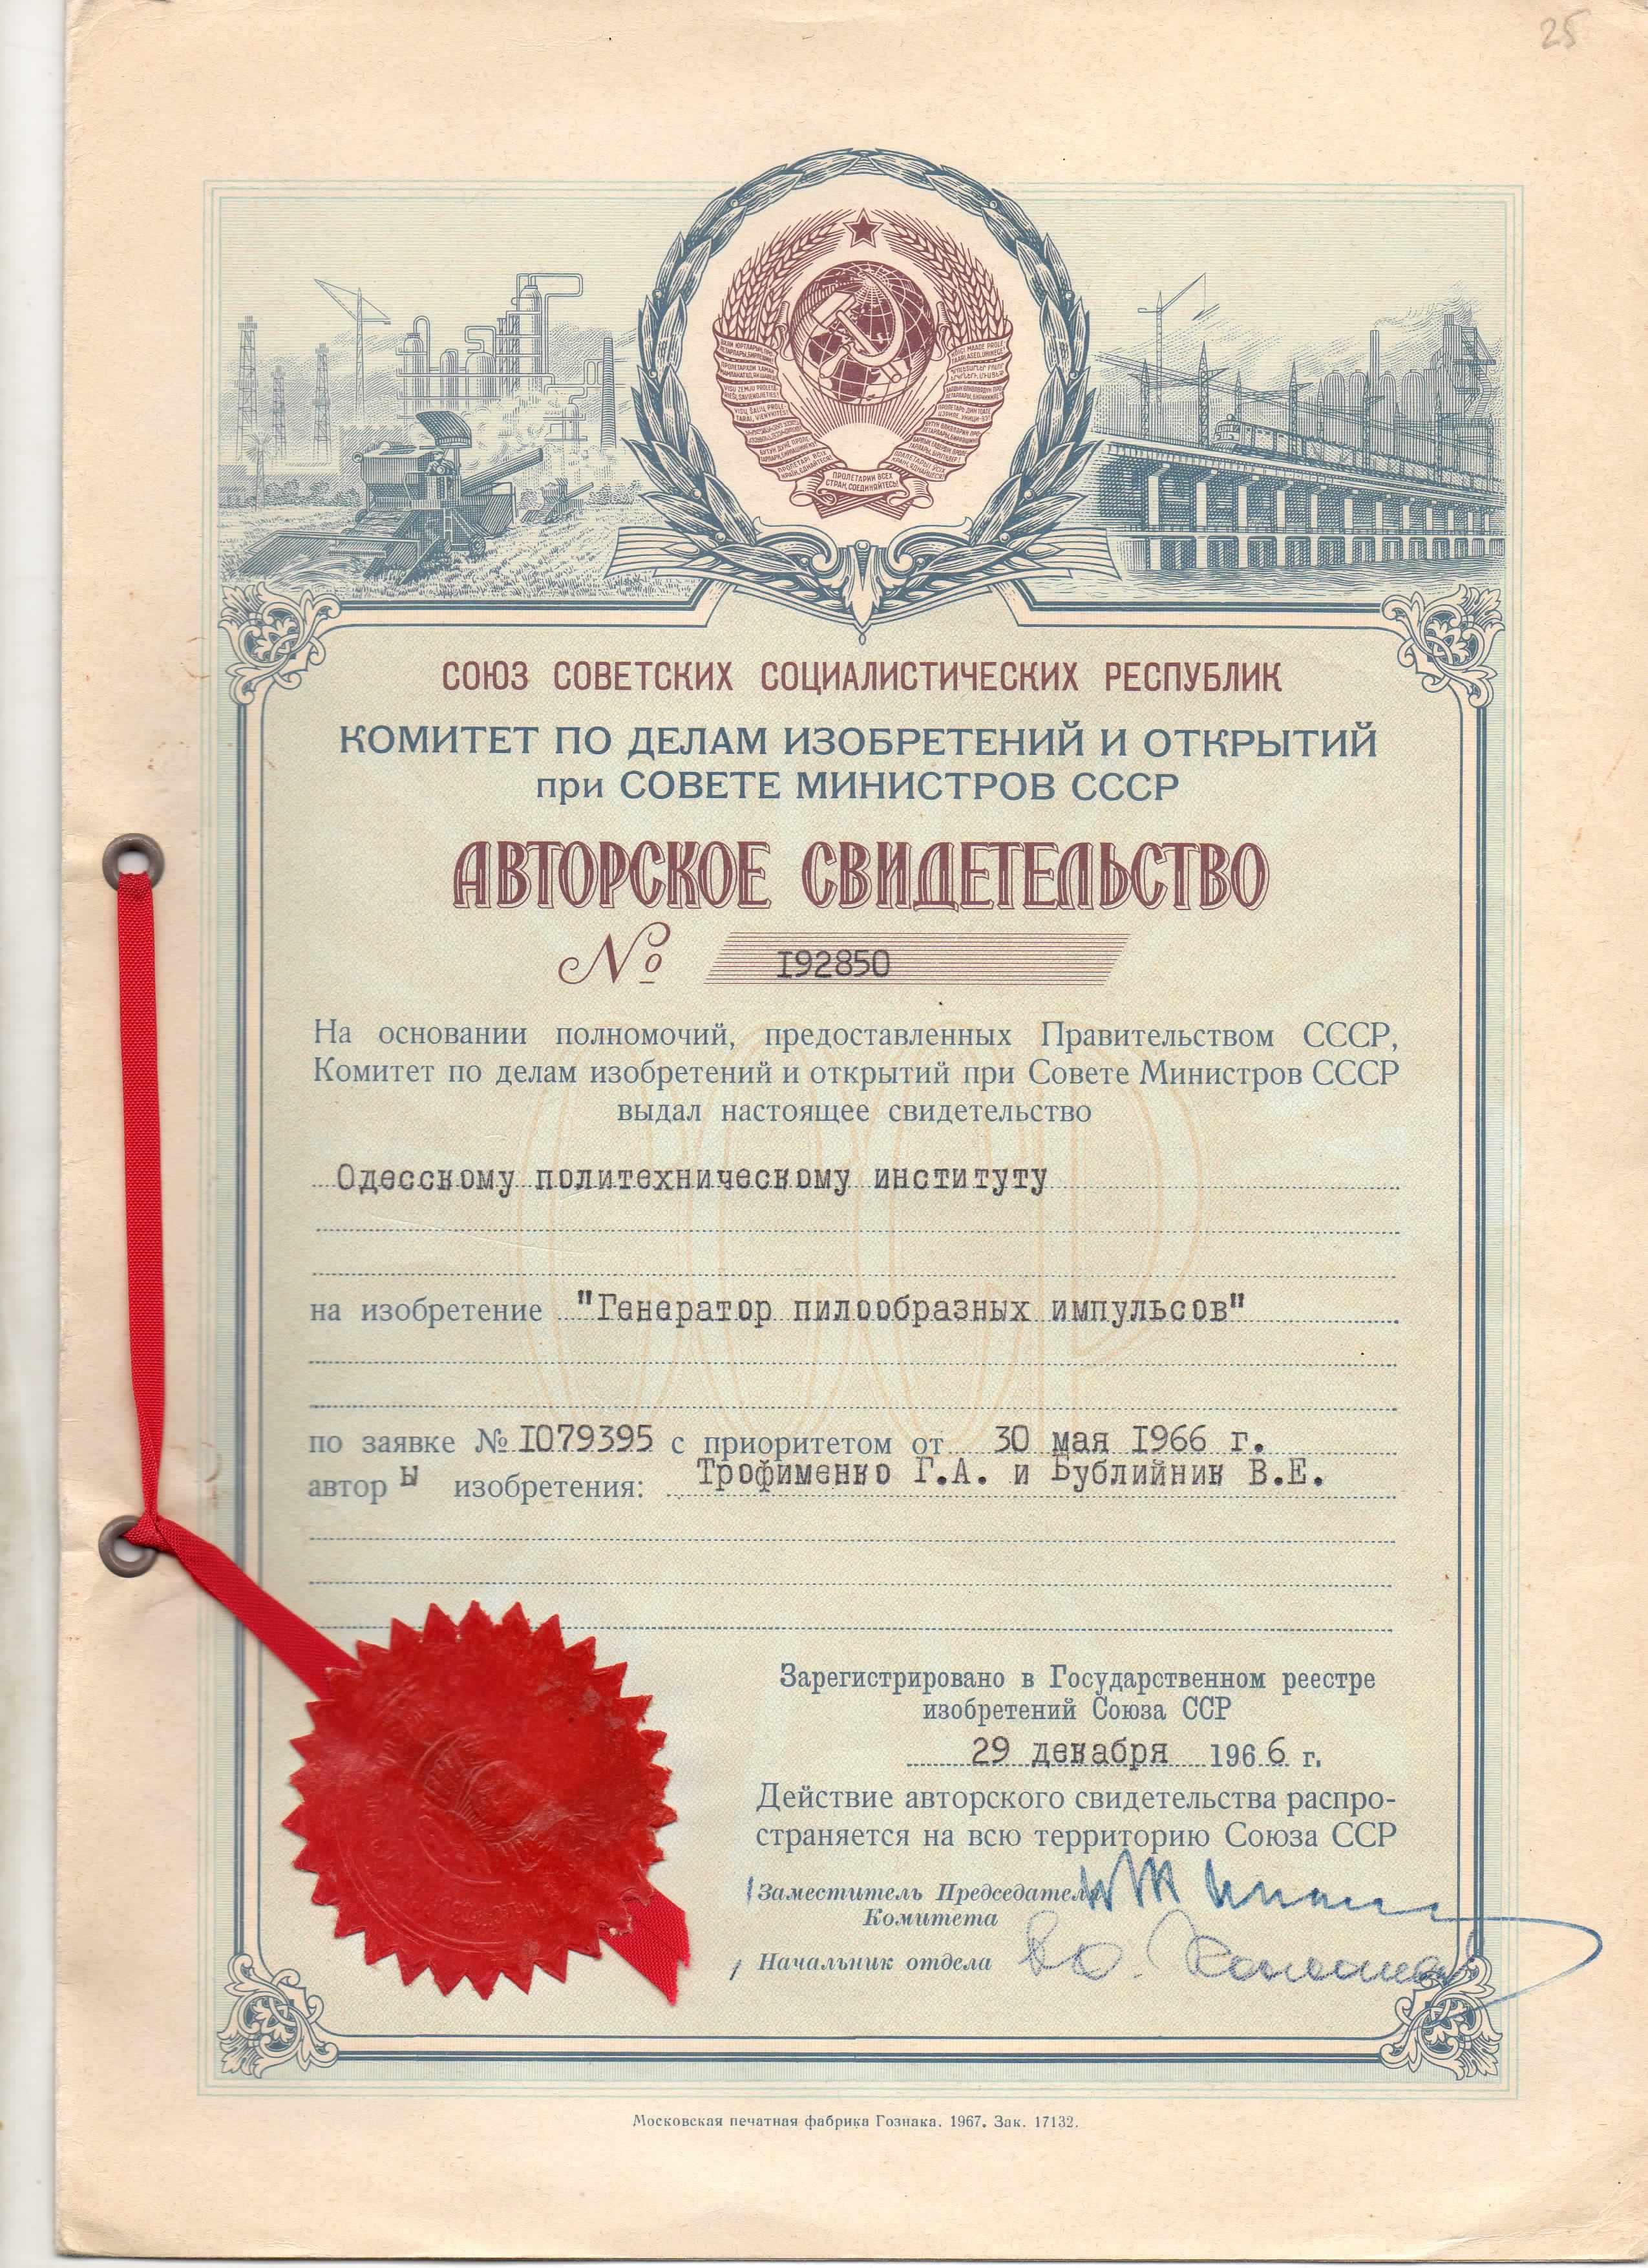 25
ПРОЛЕТАРИИ ВСЕХ
СТРАН, СОЕДИНЯЙТЕСЬ!
СОЮЗ СОВЕТСКИХ СОЦИАЛИСТИЧЕСКИХ РЕСПУБЛИК
КОМИТЕТ ПО ДЕЛАМ ИЗОБРЕТЕНИЙ И ОТКРЫТИЙ
при СОВЕТЕ МИНИСТРОВ СССР
АВТОРСКОЕ СВИДЕТЕЛЬСТВО
№ I92850
На основании полномочий, предоставленных Правительством СССР,
Комитет по делам изобретений и открытий при Совете Министров СССР
выдал настоящее свидетельство
Одесскому политехническому институту
на изобретение "Генератор пилообразных импульсов"
по заявке № I079395 с приоритетом от 30 мая I966 г.
автор ы изобретения: Трофименко Г.А. и Бублийник В.Е.
Зарегистрировано в Государственном реестре
изобретений Союза ССР
29 декабря 1966 г.
Действие авторского свидетельства распро-
страняется на всю территорию Союза ССР
Заместитель Председателя
Комитета
Начальник отдела
Московская печатная фабрика Гознака. 1967. Зак. 17132.